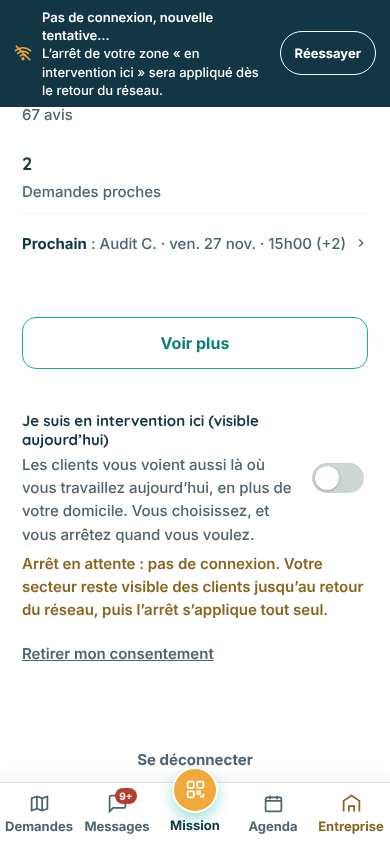 Pas de connexion, nouvelle
tentative...
L'arrêt de votre zone « en
intervention ici » sera appliqué dès
le retour du réseau.
Réessayer
67 avis
2
Demandes proches
Prochain : Audit C. · ven. 27 nov. · 15h00 (+2)
Voir plus
Je suis en intervention ici (visible
aujourd'hui)
Les clients vous voient aussi là où
vous travaillez aujourd'hui, en plus de
votre domicile. Vous choisissez, et
vous arrêtez quand vous voulez.
Arrêt en attente : pas de connexion. Votre
secteur reste visible des clients jusqu'au retour
du réseau, puis l'arrêt s'applique tout seul.
Retirer mon consentement
Se déconnecter
9+
Demandes
Messages
Mission
Agenda
Entreprise